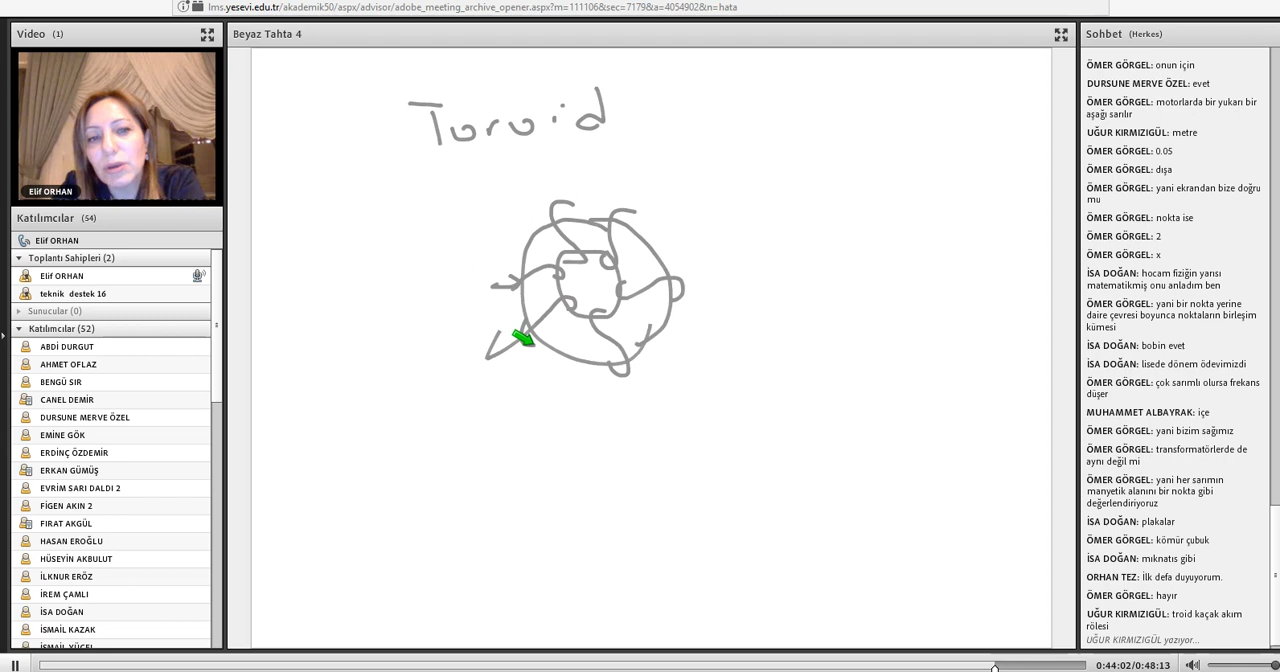 lms.yesevi.edu.tr/akademik50/aspx/advisor/adobe_meeting_archive_opener.aspx?m=111106&sec=7179&a=4054902&n=hata
Video (1)
Elif ORHAN
Katılımcılar (54)
Elif ORHAN
Toplantı Sahipleri (2)
Elif ORHAN
teknik destek 16
Sunucular (0)
Katılımcılar (52)
ABDİ DURGUT
AHMET OFLAZ
BENGÜ SIR
CANEL DEMİR
DURSUNE MERVE ÖZEL
EMİNE GÖK
ERDİNÇ ÖZDEMİR
ERKAN GÜMÜŞ
EVRİM SARI DALDI 2
FİGEN AKIN 2
FIRAT AKGÜL
HASAN EROĞLU
HÜSEYİN AKBULUT
İLKNUR ERÖZ
İREM ÇAMLI
İSA DOĞAN
İSMAİL KAZAK
İSMAİL YÜCEL
Beyaz Tahta 4
Toroid
Sohbet (Herkes)
ÖMER GÖRGEL: onun için
DURSUNE MERVE ÖZEL: evet
ÖMER GÖRGEL: motorlarda bir yukarı bir
aşağı sarılır
UĞUR KIRMIZIGÜL: metre
ÖMER GÖRGEL: 0.05
ÖMER GÖRGEL: dışa
ÖMER GÖRGEL: yani ekrandan bize doğru
mu
ÖMER GÖRGEL: nokta ise
ÖMER GÖRGEL: 2
ÖMER GÖRGEL: x
İSA DOĞAN: hocam fiziğin yarısı
matematikmiş onu anladım ben
ÖMER GÖRGEL: yani bir nokta yerine
daire çevresi boyunca noktaların birleşim
kümesi
İSA DOĞAN: bobin evet
İSA DOĞAN: lisede dönem ödevimizdi
ÖMER GÖRGEL: çok sarımlı olursa frekans
düşer
MUHAMMET ALBAYRAK: içe
ÖMER GÖRGEL: yani bizim sağımız
ÖMER GÖRGEL: transformatörlerde de
aynı değil mi
ÖMER GÖRGEL: yani her sarımın
manyetik alanını bir nokta gibi
değerlendiriyoruz
İSA DOĞAN: plakalar
ÖMER GÖRGEL: kömür çubuk
İSA DOĞAN: mıknatıs gibi
ORHAN TEZ: İlk defa duyuyorum.
ÖMER GÖRGEL: hayır
UĞUR KIRMIZIGÜL: troid kaçak akım
rölesi
UĞUR KIRMIZIGÜL yazıyor...
0:44:02/0:48:13